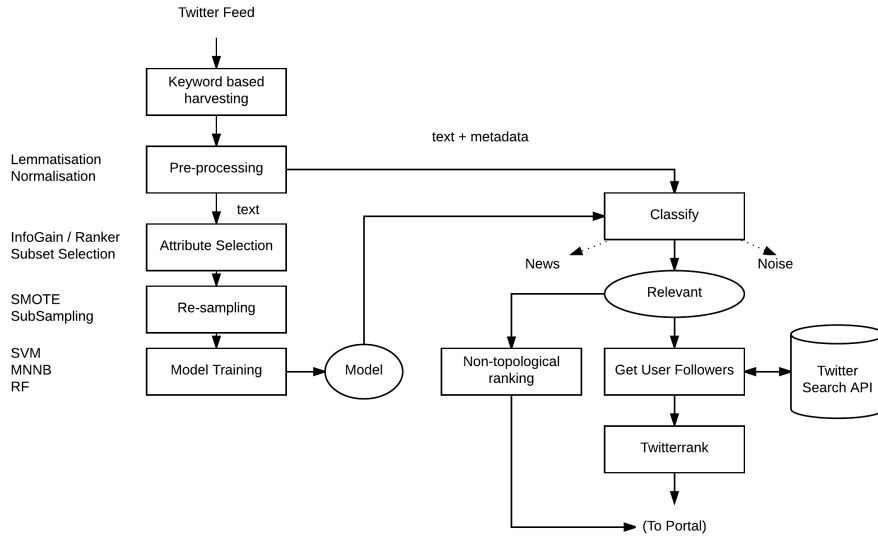 Twitter Feed
Keyword based
harvesting
text + metadata
Lemmatisation
Normalisation
Pre-processing
text
Classify
InfoGain / Ranker
Subset Selection
Attribute Selection
News
Noise
SMOTE
SubSampling
Re-sampling
Relevant
SVM
MNNB
RF
Model Training
Model
Non-topological
ranking
Get User Followers
Twitter
Search API
Twitterrank
(To Portal)